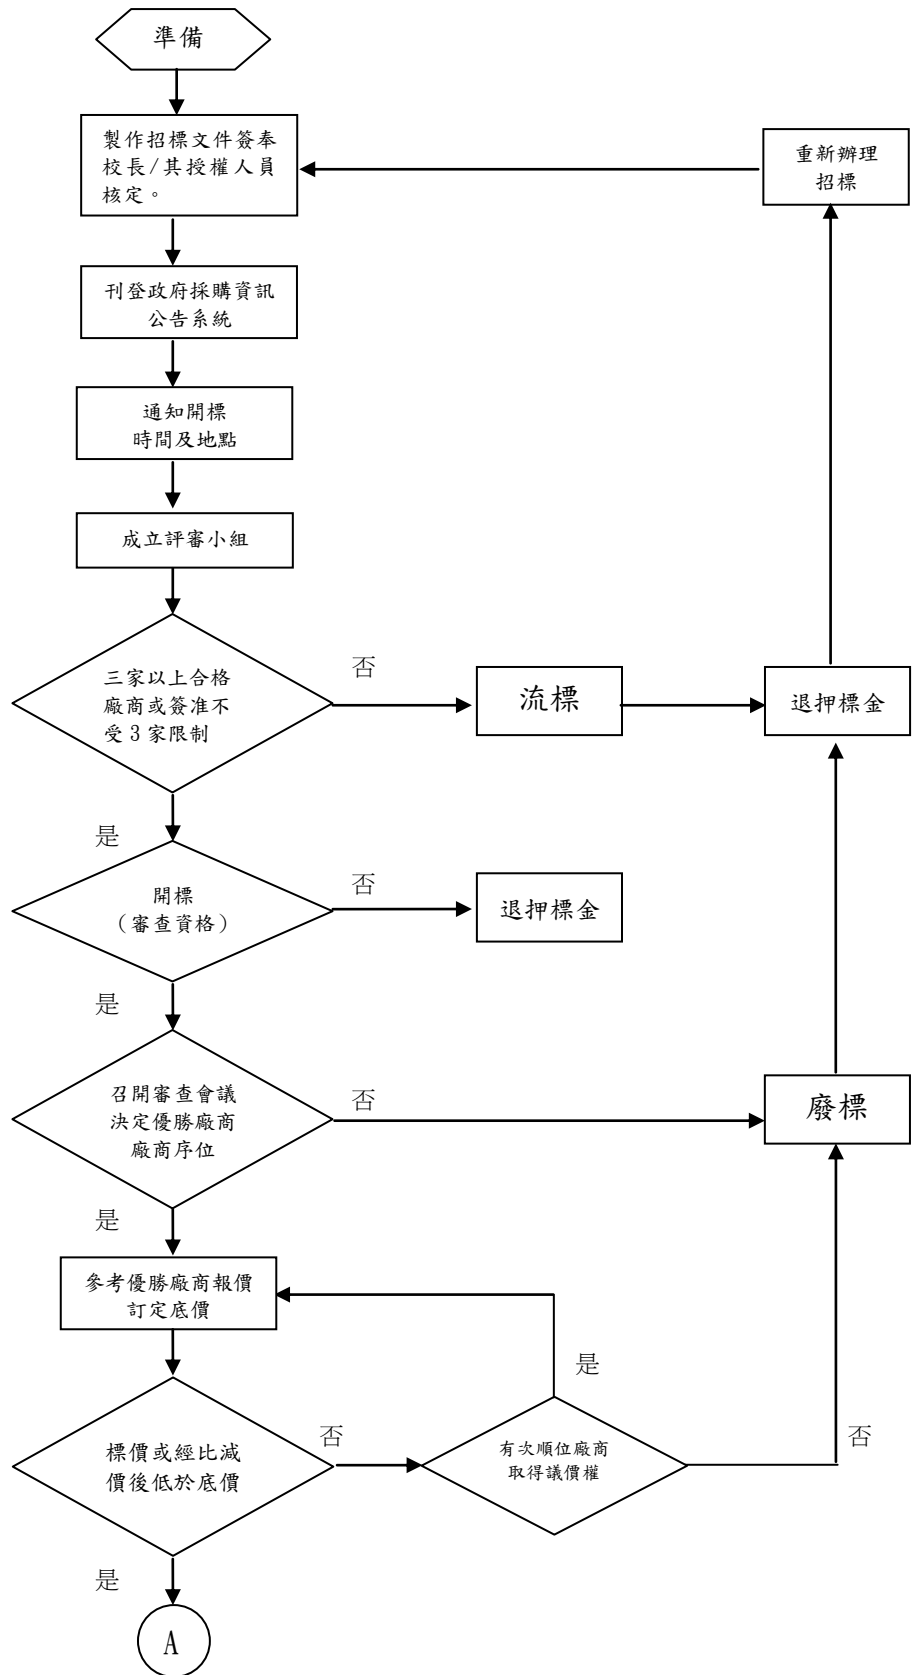 準備
製作招標文件簽奉
校長/其授權人員
核定。
重新辦理
招標
刊登政府採購資訊
公告系統
通知開標
時間及地點
成立評審小組
三家以上合格
廠商或簽准不
受3家限制
否
流標
退押標金
是
開標
(審查資格)
否
退押標金
是
召開審查會議
決定優勝廠商
廠商序位
否
廢標
是
參考優勝廠商報價
訂定底價
是
標價或經比減
價後低於底價
否
有次順位廠商
取得議價權
否
是
A